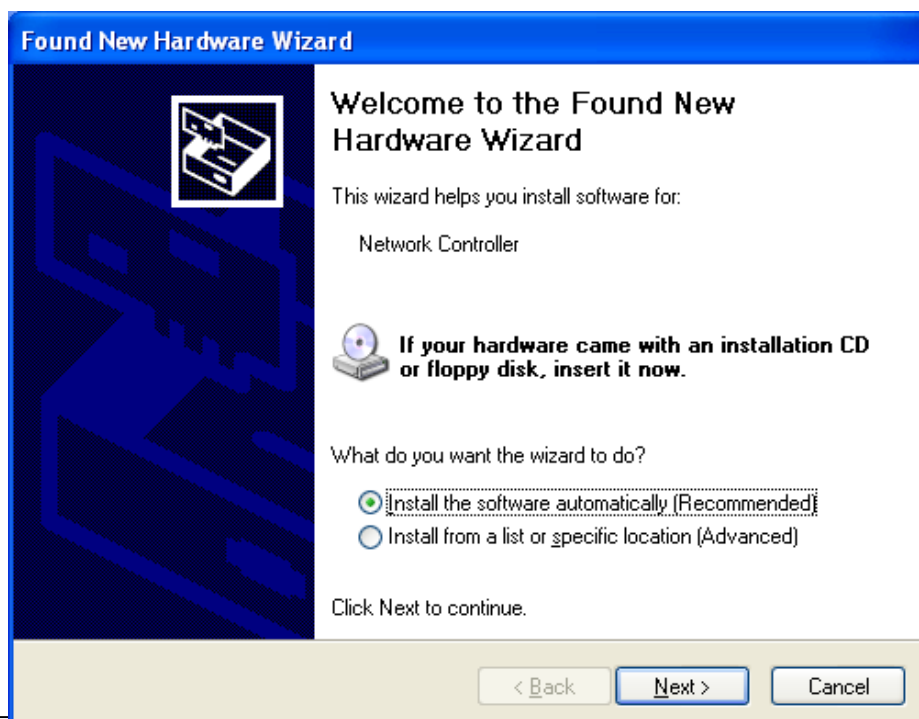 Found New Hardware Wizard
Welcome to the Found New
Hardware Wizard
This wizard helps you install software for:
Network Controller
If your hardware came with an installation CD
or floppy disk, insert it now.
What do you want the wizard to do?
Install the software automatically (Recommended)
Install from a list or specific location (Advanced)
Click Next to continue.
< Back Next > Cancel